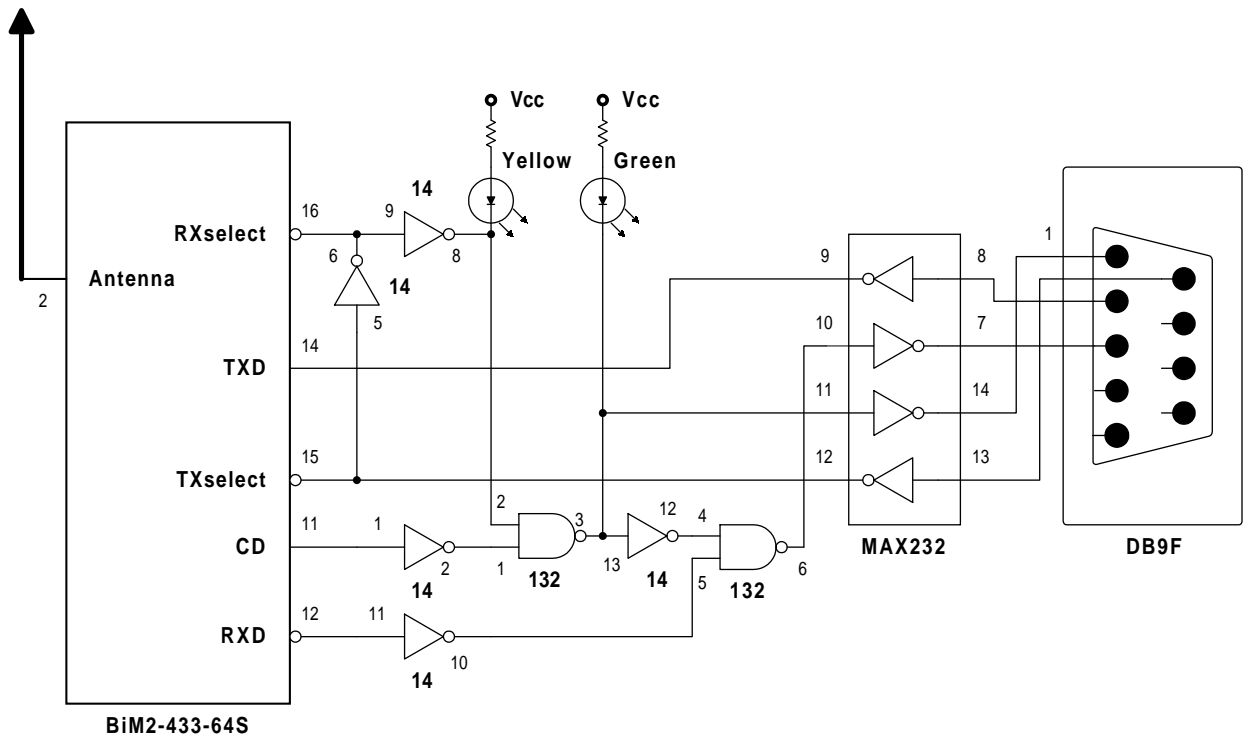 Vcc
Vcc
Yellow
Green
14
16
9
RXselect
8
1
6
14
9
8
Antenna
2
5
10
7
14
TXD
11
14
15
12
13
TXselect
2
12
11
1
3
4
CD
MAX232
DB9F
2
1
13
5
6
14
132
14
132
12
11
RXD
10
14
BiM2-433-64S